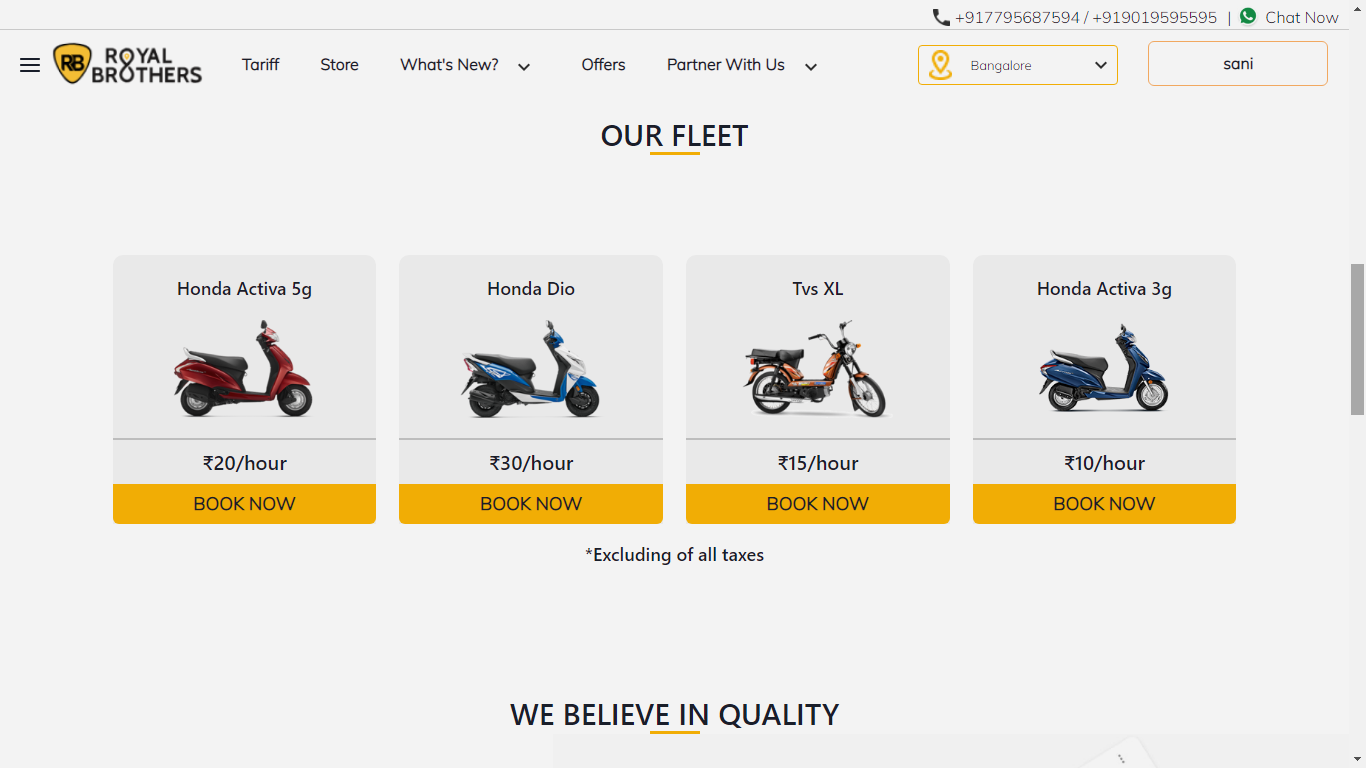 +917795687594 / +919019595595 | Chat Now
RB ROYAL BROTHERS
Tariff Store What's New? Offers Partner With Us Bangalore sani
OUR FLEET
Honda Activa 5g Honda Dio Tvs XL Honda Activa 3g
₹20/hour ₹30/hour ₹15/hour ₹10/hour
BOOK NOW BOOK NOW BOOK NOW BOOK NOW
*Excluding of all taxes
WE BELIEVE IN QUALITY